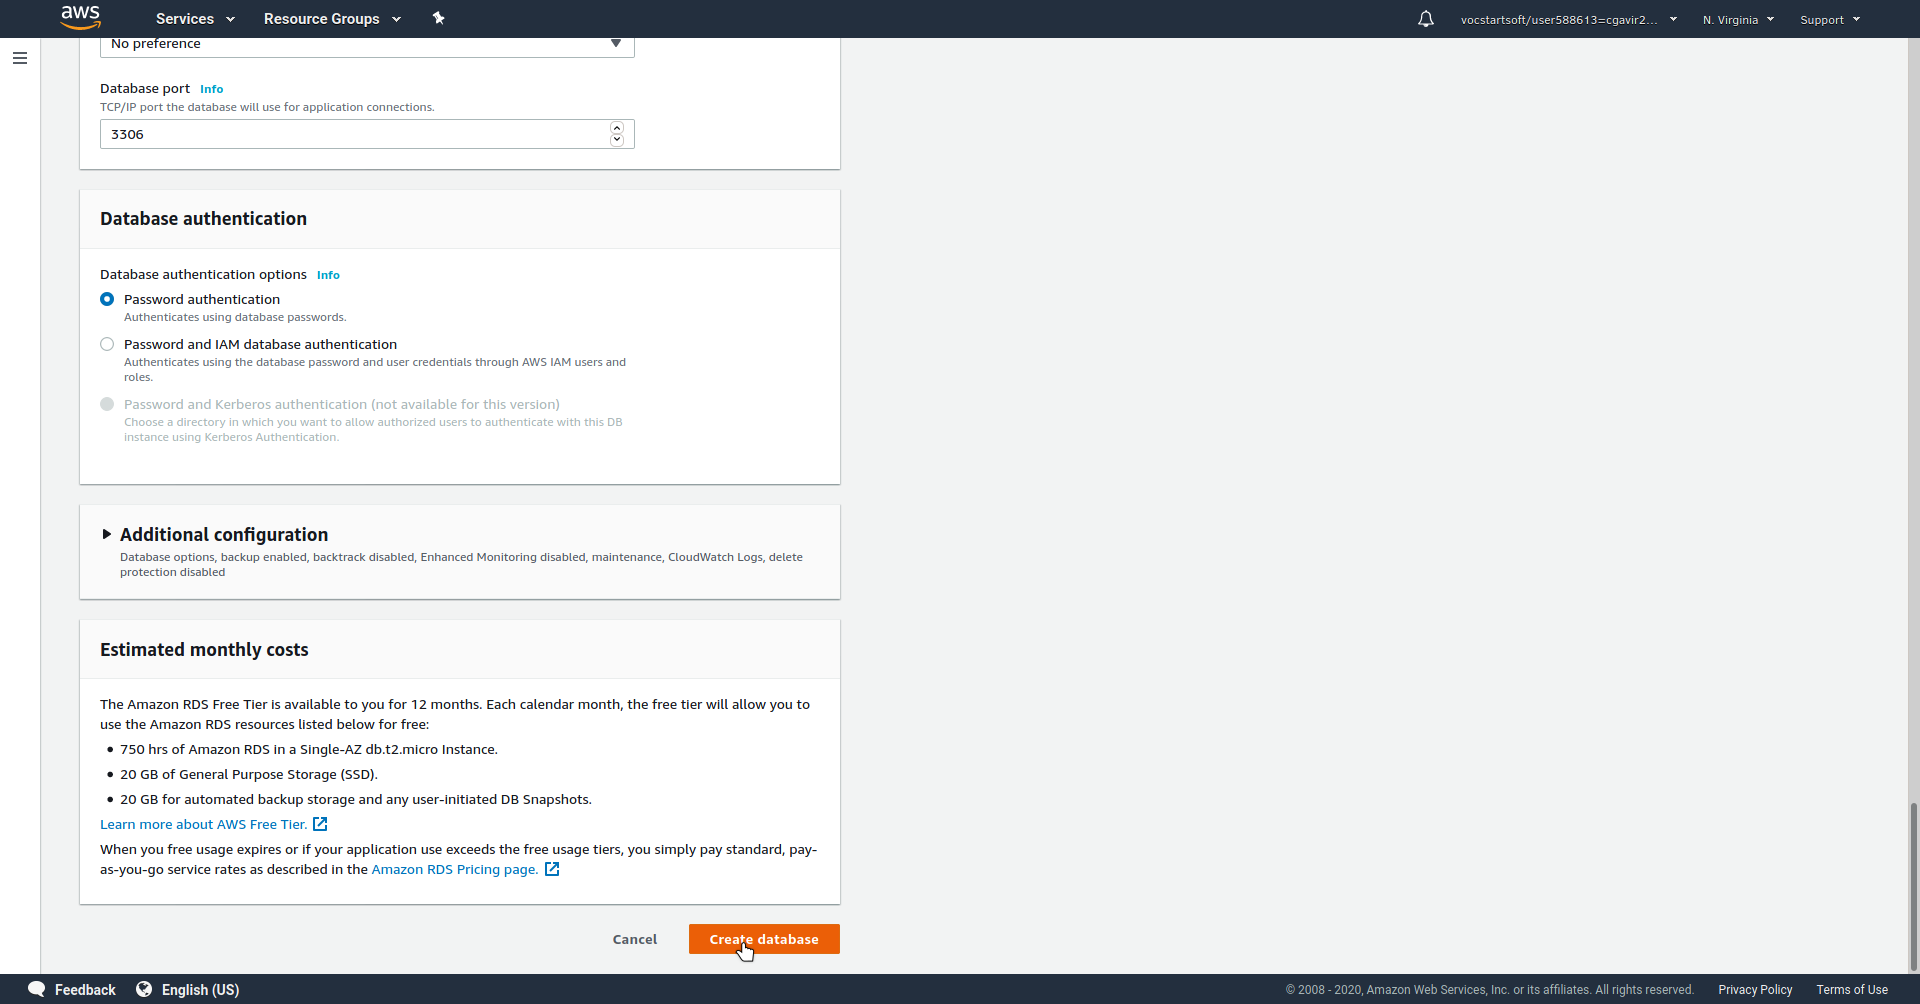 aws
Services
Resource Groups
vocstartsoft/user588613=cgavir2...
N. Virginia
Support
No preference
Database port Info
TCP/IP port the database will use for application connections.
3306
Database authentication
Database authentication options Info
Password authentication
Authenticates using database passwords.
Password and IAM database authentication
Authenticates using the database password and user credentials through AWS IAM users and
roles.
Password and Kerberos authentication (not available for this version)
Choose a directory in which you want to allow authorized users to authenticate with this DB
instance using Kerberos Authentication.
Additional configuration
Database options, backup enabled, backtrack disabled, Enhanced Monitoring disabled, maintenance, CloudWatch Logs, delete
protection disabled
Estimated monthly costs
The Amazon RDS Free Tier is available to you for 12 months. Each calendar month, the free tier will allow you to
use the Amazon RDS resources listed below for free:
• 750 hrs of Amazon RDS in a Single-AZ db.t2.micro Instance.
• 20 GB of General Purpose Storage (SSD).
• 20 GB for automated backup storage and any user-initiated DB Snapshots.
Learn more about AWS Free Tier.
When you free usage expires or if your application use exceeds the free usage tiers, you simply pay standard, pay-
as-you-go service rates as described in the Amazon RDS Pricing page.
Cancel
Create database
Feedback
English (US)
© 2008 - 2020, Amazon Web Services, Inc. or its affiliates. All rights reserved.
Privacy Policy
Terms of Use